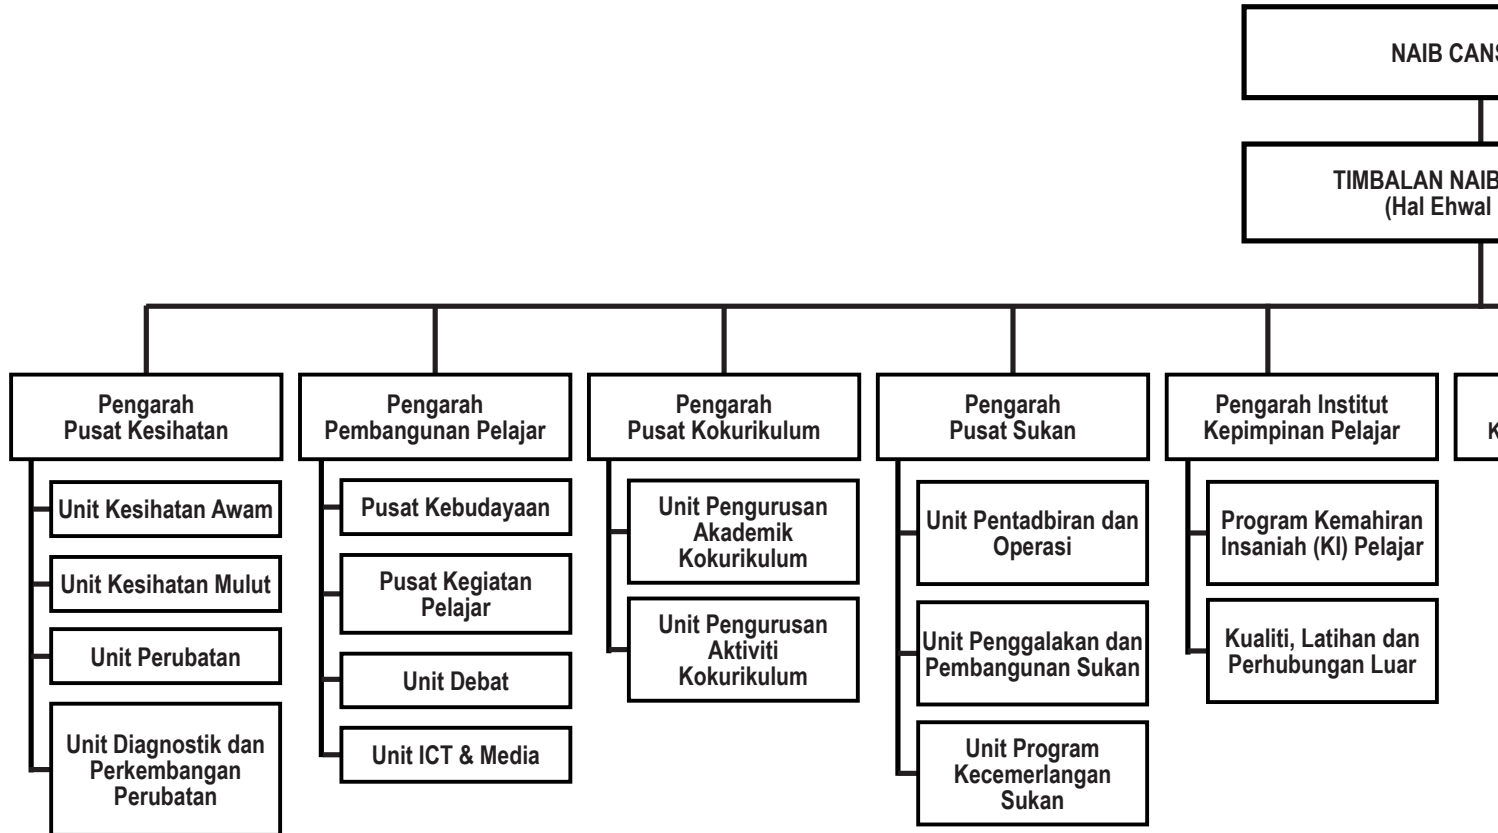 NAIB
TIMBALAN NAIB
(Hal Ehwal
Pengarah
Pusat Kesihatan
Unit Kesihatan Awam
Unit Kesihatan Mulut
Unit Perubatan
Unit Diagnostik dan
Perkembangan
Perubatan
Pengarah
Pembangunan Pelajar
Pusat Kebudayaan
Pusat Kegiatan
Pelajar
Unit Debat
Unit ICT & Media
Pengarah
Pusat Kokurikulum
Unit Pengurusan
Akademik
Kokurikulum
Unit Pengurusan
Aktiviti
Kokurikulum
Pengarah
Pusat Sukan
Unit Pentadbiran dan
Operasi
Unit Penggalakan dan
Pembangunan Sukan
Unit Program
Kecemerlangan
Sukan
Pengarah Institut
Kepimpinan Pelajar
Program Kemahiran
Insaniah (KI) Pelajar
Kualiti, Latihan dan
Perhubungan Luar